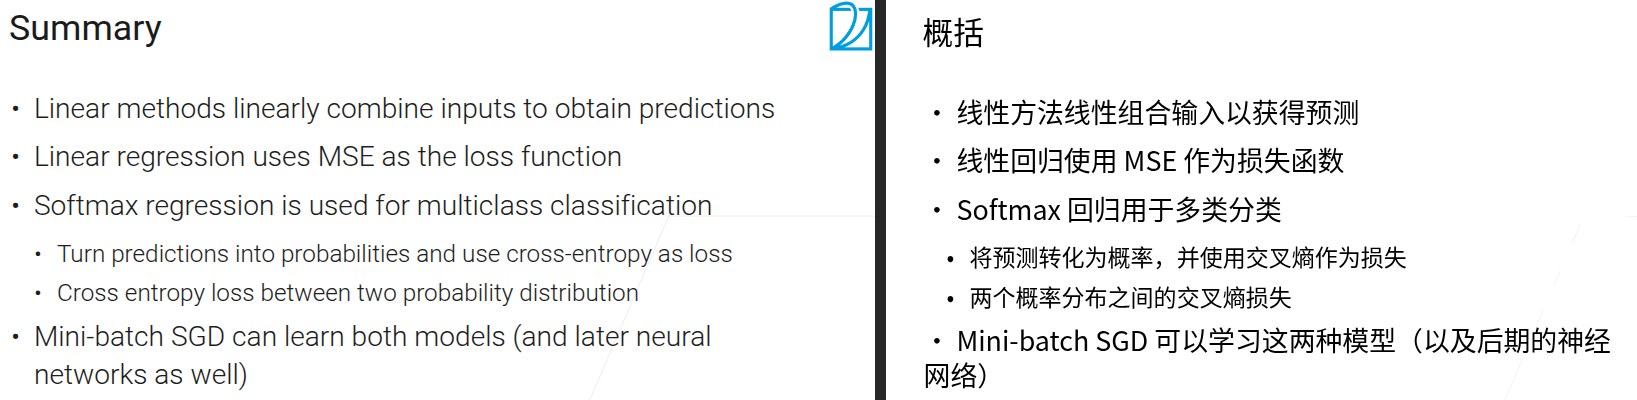 Summary
• Linear methods linearly combine inputs to obtain predictions
• Linear regression uses MSE as the loss function
• Softmax regression is used for multiclass classification
• Turn predictions into probabilities and use cross-entropy as loss
• Cross entropy loss between two probability distribution
• Mini-batch SGD can learn both models (and later neural
networks as well)
概括
• 线性方法线性组合输入以获得预测
• 线性回归使用 MSE 作为损失函数
• Softmax 回归用于多类分类
• 将预测转化为概率，并使用交叉熵作为损失
• 两个概率分布之间的交叉熵损失
• Mini-batch SGD 可以学习这两种模型（以及后期的神经
网络）